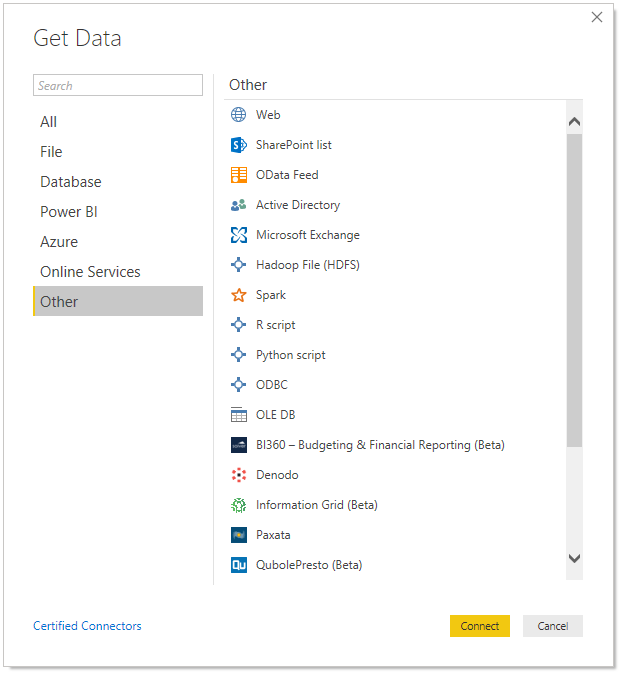 Get Data
Search
All
File
Database
Power BI
Azure
Online Services
Other
Other
Web
SharePoint list
OData Feed
Active Directory
Microsoft Exchange
Hadoop File (HDFS)
Spark
R script
Python script
ODBC
OLE DB
BI360 – Budgeting & Financial Reporting (Beta)
Denodo
Information Grid (Beta)
Paxata
QubolePresto (Beta)
Certified Connectors
Connect
Cancel